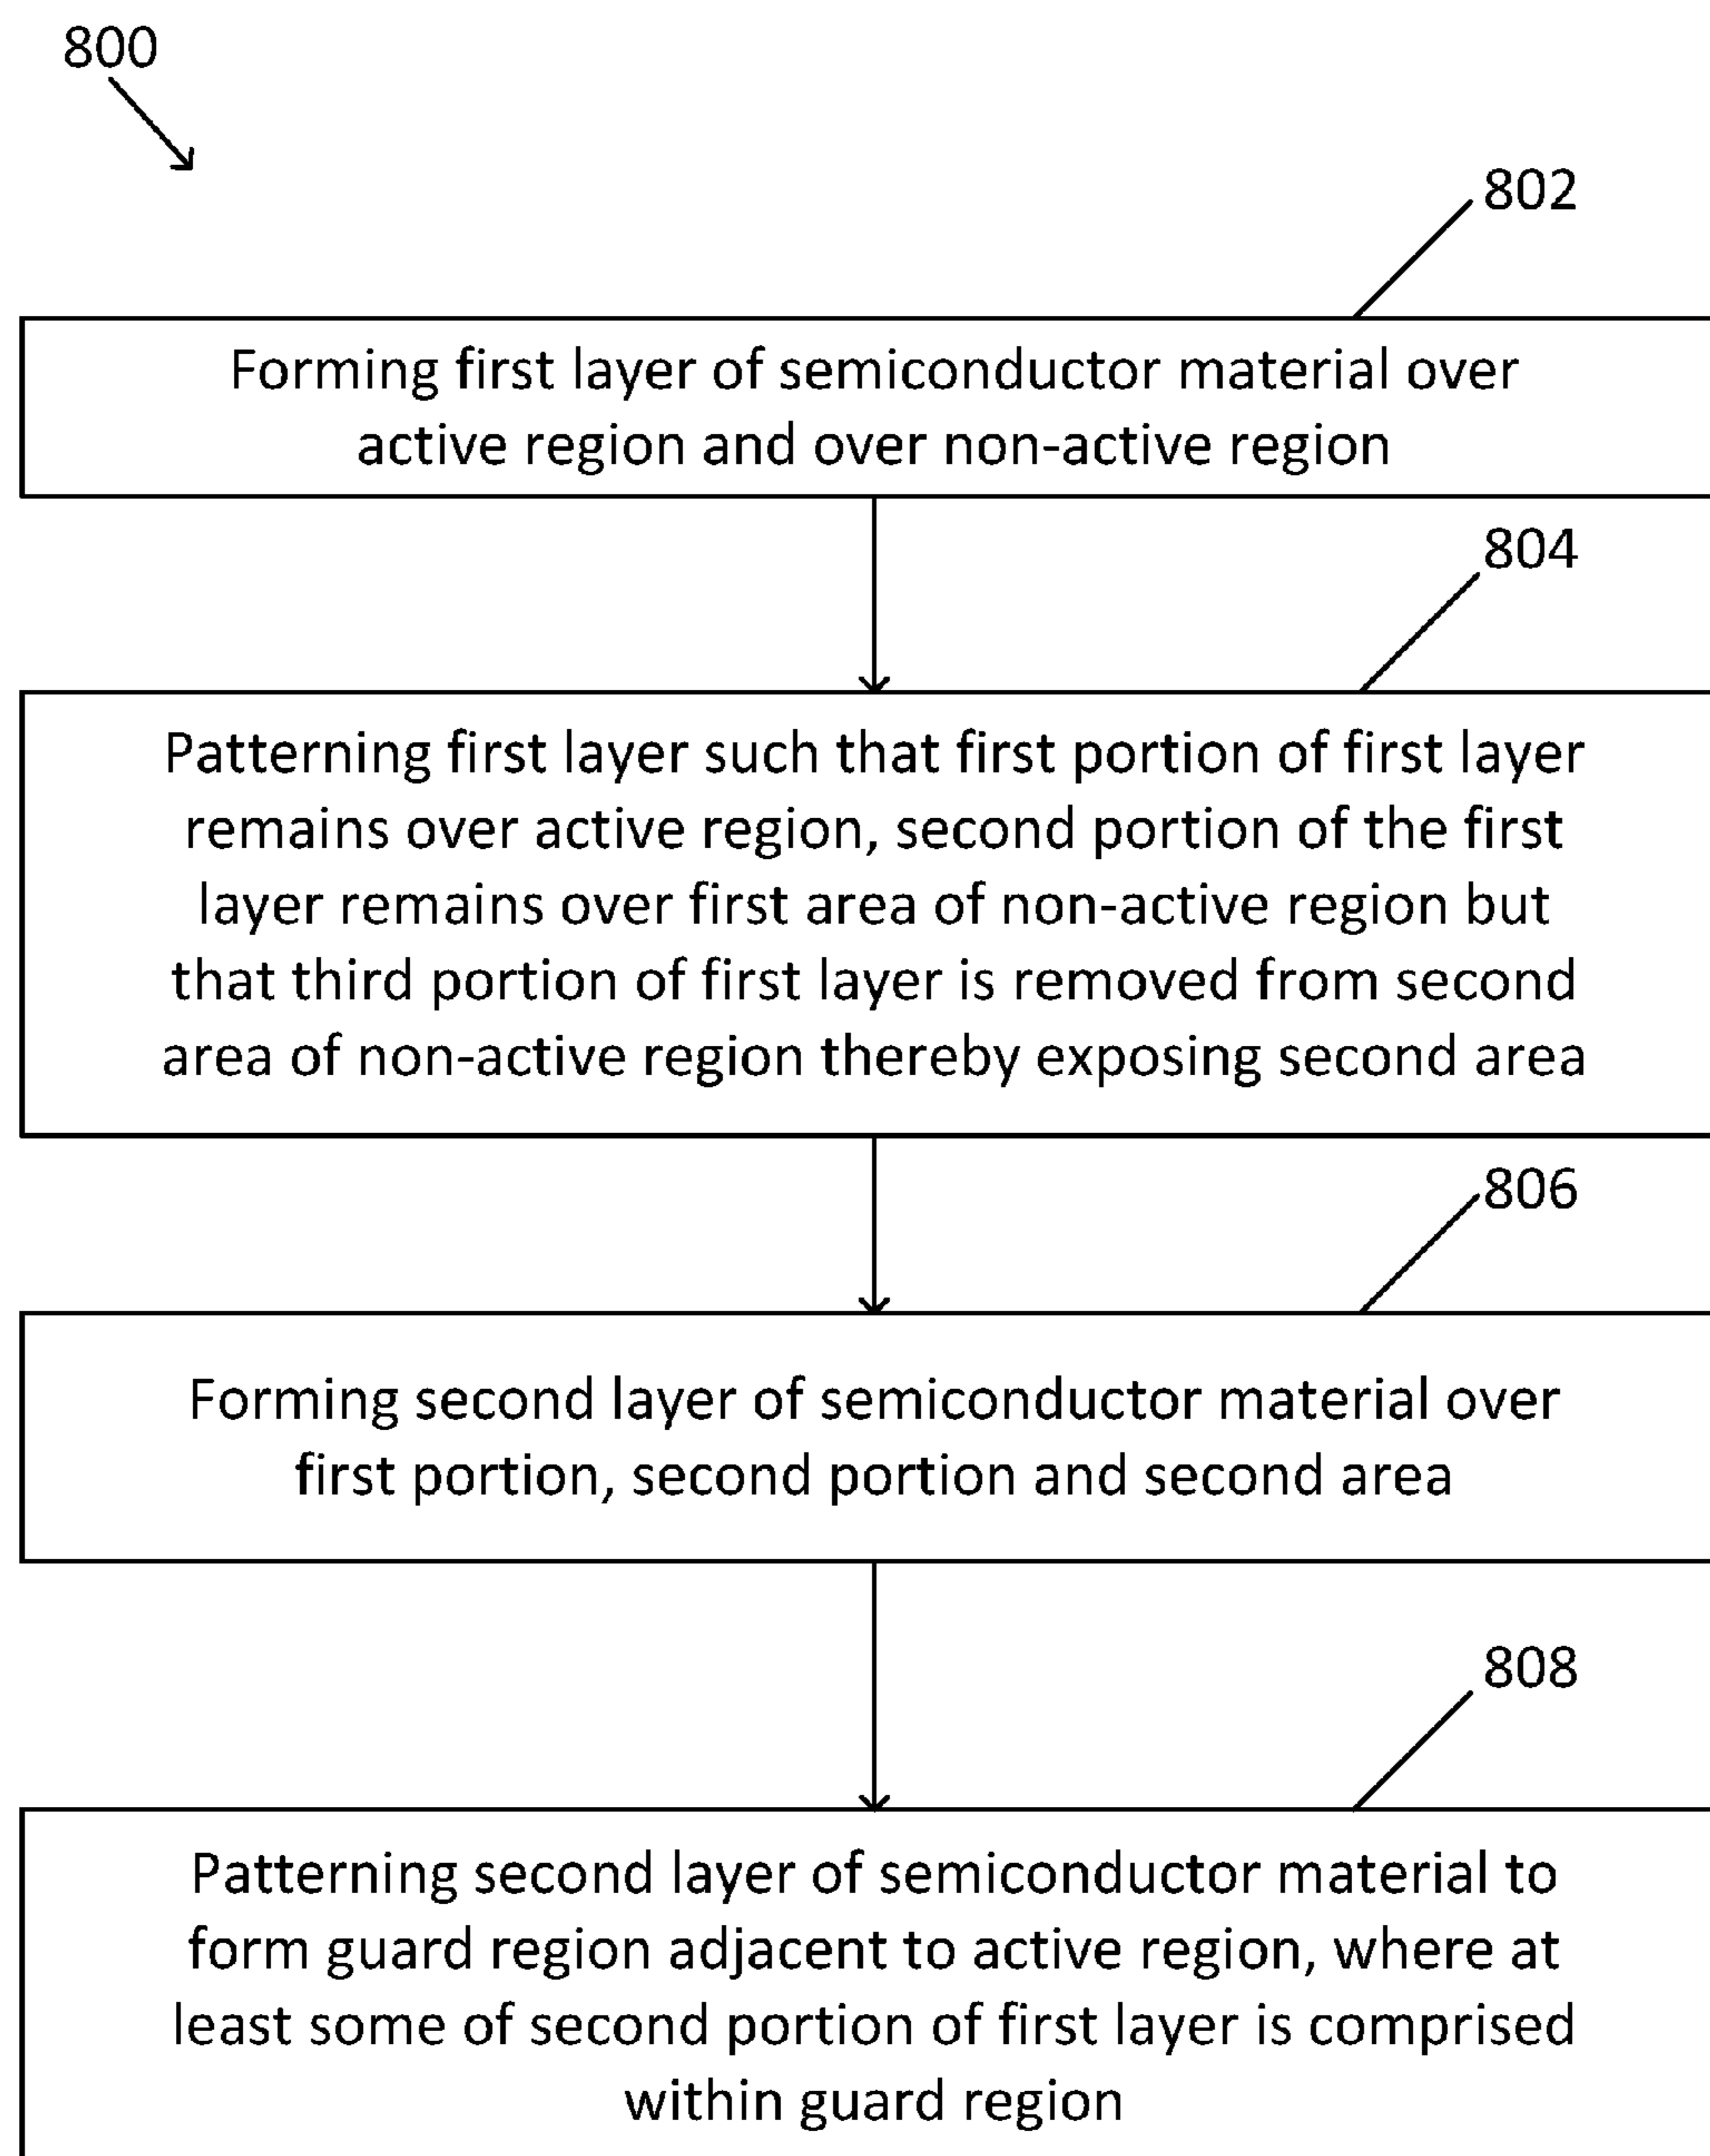 800
802
Forming first layer of semiconductor material over
active region and over non-active region
804
Patterning first layer such that first portion of first layer
remains over active region, second portion of the first
layer remains over first area of non-active region but
that third portion of first layer is removed from second
area of non-active region thereby exposing second area
806
Forming second layer of semiconductor material over
first portion, second portion and second area
808
Patterning second layer of semiconductor material to
form guard region adjacent to active region, where at
least some of second portion of first layer is comprised
within guard region